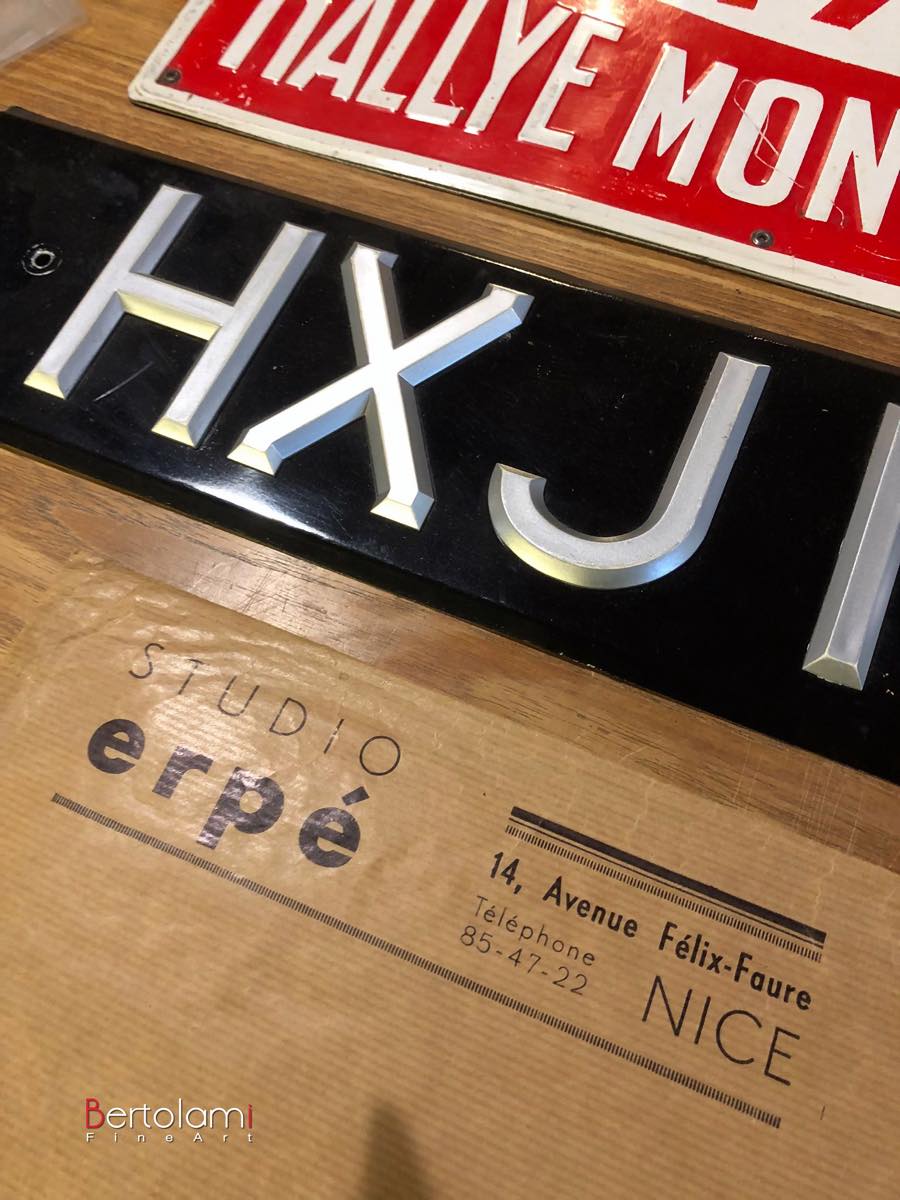 RALLYE MON
HXJ
STUDIO
erpé
14, Avenue Félix-Faure
Téléphone
85-47-22
NICE
Bertolami
FineArt